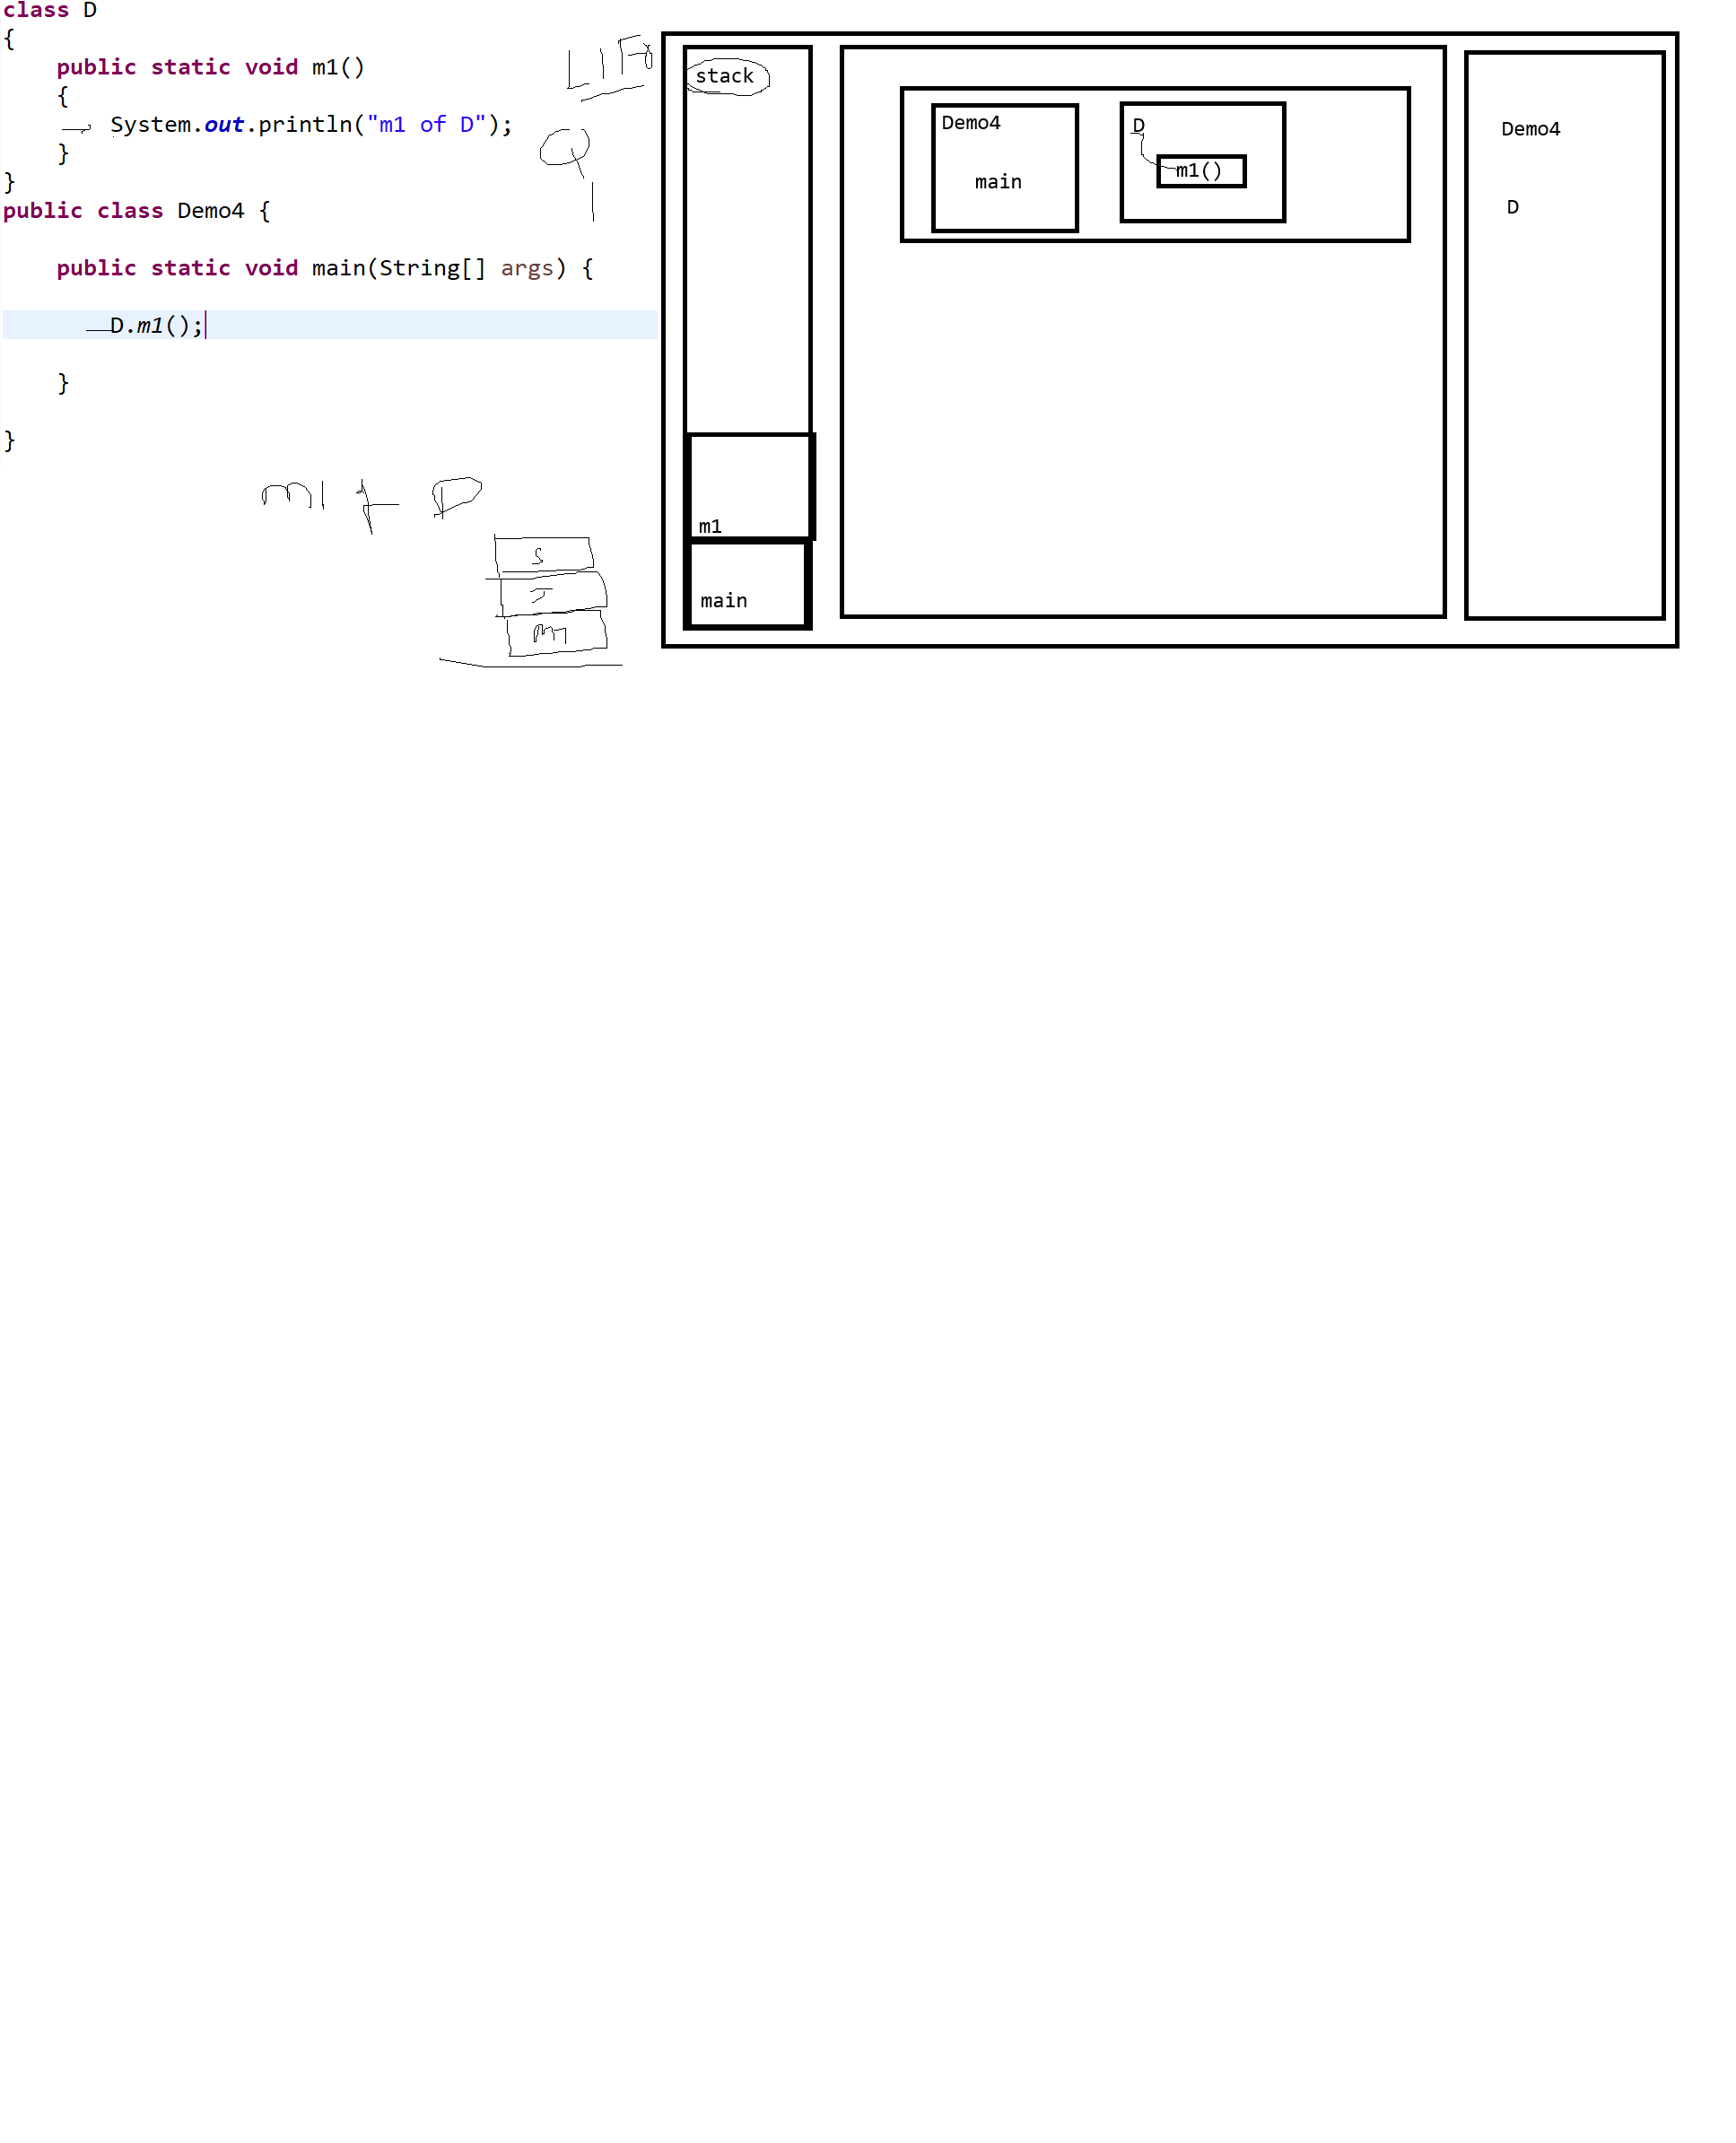 class D
{
public static void m1()
{
System.out.println("m1 of D");
}
}
public class Demo4 {
public static void main(String[] args) {
D.m1();
}
}
LIFO
m1 of D
S
m1
stack
m1
main
Demo4
main
D
m1()
Demo4
D